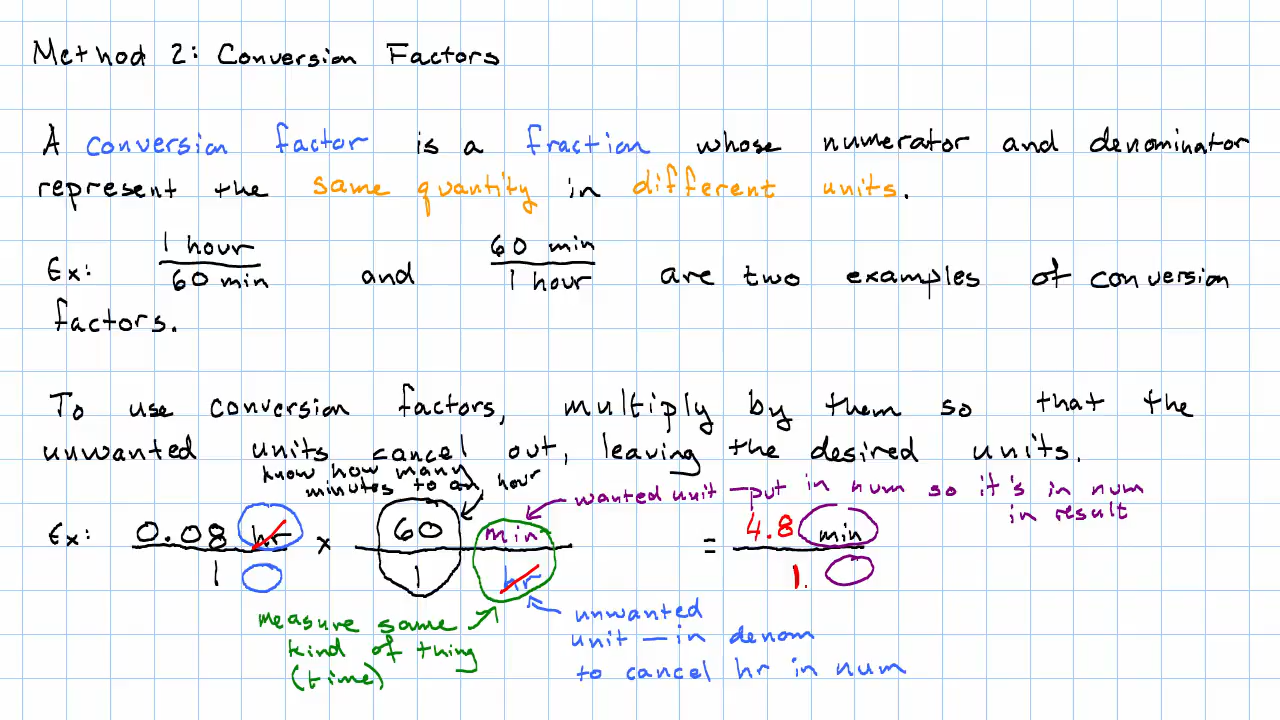 Method 2: Conversion Factors
A conversion factor is a fraction whose numerator and denominator
represent the same quantity in different units.
Ex: 1 hour / 60 min and 60 min / 1 hour are two examples of conversion
factors.
To use conversion factors, multiply by them so that the
unwanted units cancel out, leaving the desired units.
know how many
minutes to an hour
wanted unit — put in num so it's in num
in result
Ex: 0.08 hr / 1 x 60 min / 1 hr = 4.8 min / 1.
measure same
kind of thing
(time)
unwanted
unit — in denom
to cancel hr in num